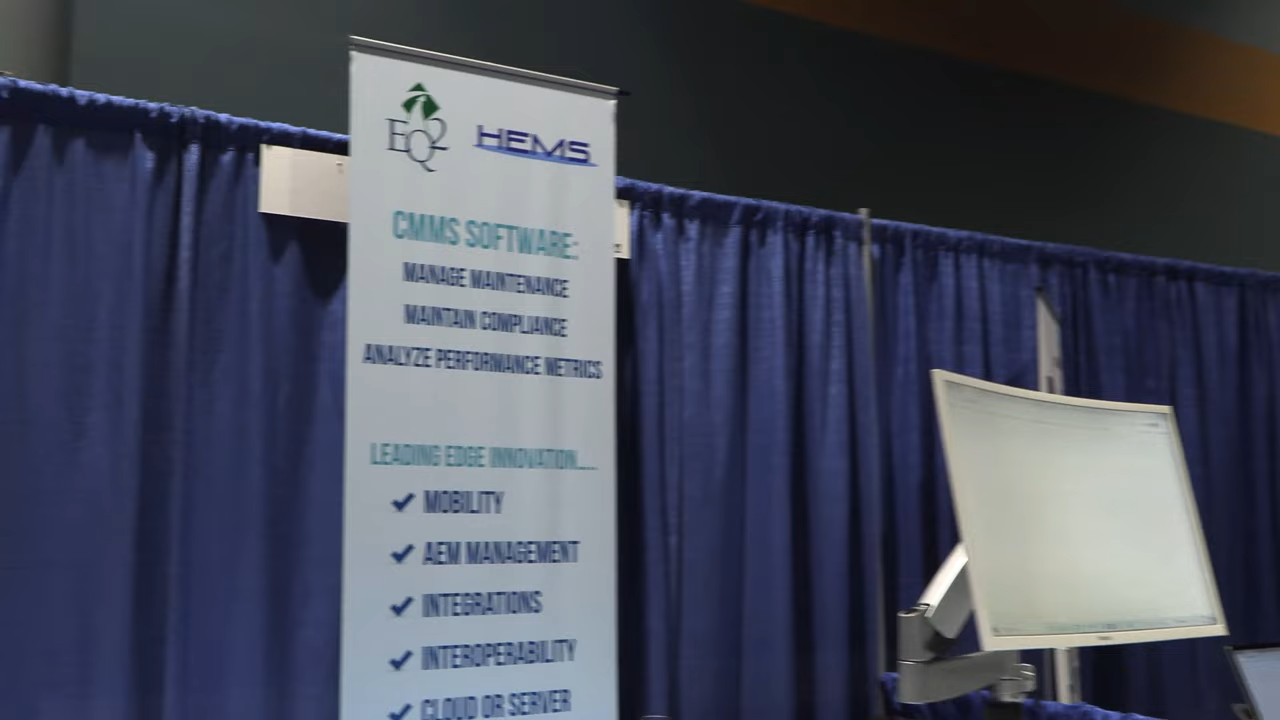 EQ2 HEMS
CMMS SOFTWARE:
MANAGE MAINTENANCE
MAINTAIN COMPLIANCE
ANALYZE PERFORMANCE METRICS
LEADING EDGE INNOVATION....
✔ MOBILITY
✔ AEM MANAGEMENT
✔ INTEGRATIONS
✔ INTEROPERABILITY
✔ CLOUD OR SERVER